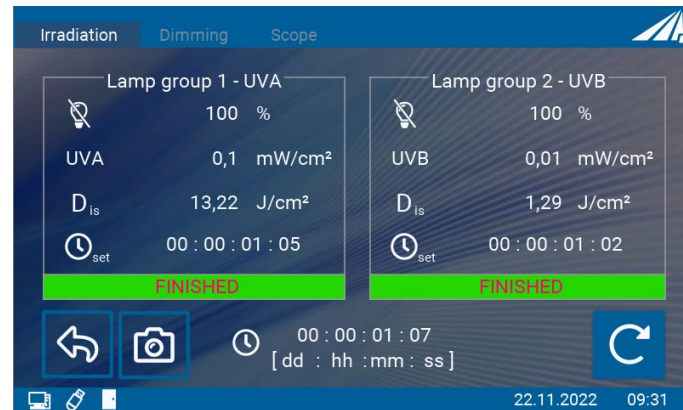 Irradiation Dimming Scope
Lamp group 1 - UVA
100 %
UVA 0,1 mW/cm²
D is 13,22 J/cm²
set 00 : 00 : 01 : 05
FINISHED
Lamp group 2 - UVB
100 %
UVB 0,01 mW/cm²
D is 1,29 J/cm²
set 00 : 00 : 01 : 02
FINISHED
00 : 00 : 01 : 07
[ dd : hh : mm : ss ]
22.11.2022 09:31